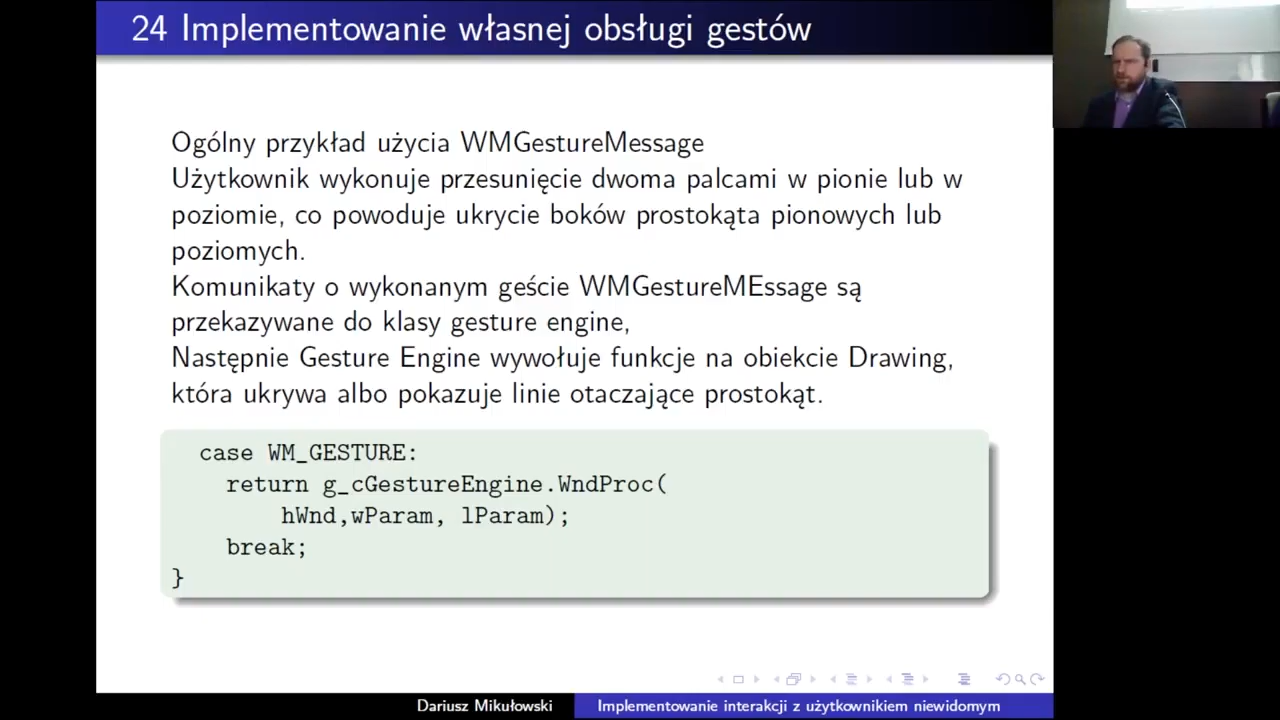 24 Implementowanie własnej obsługi gestów
Ogólny przykład użycia WMGestureMessage
Użytkownik wykonuje przesunięcie dwoma palcami w pionie lub w
poziomie, co powoduje ukrycie boków prostokąta pionowych lub
poziomych.
Komunikaty o wykonanym geście WMGestureMEssage są
przekazywane do klasy gesture engine,
Następnie Gesture Engine wywołuje funkcje na obiekcie Drawing,
która ukrywa albo pokazuje linie otaczające prostokąt.
case WM_GESTURE:
return g_cGestureEngine.WndProc(
hWnd,wParam, lParam);
break;
}
Dariusz Mikułowski
Implementowanie interakcji z użytkownikiem niewidomym